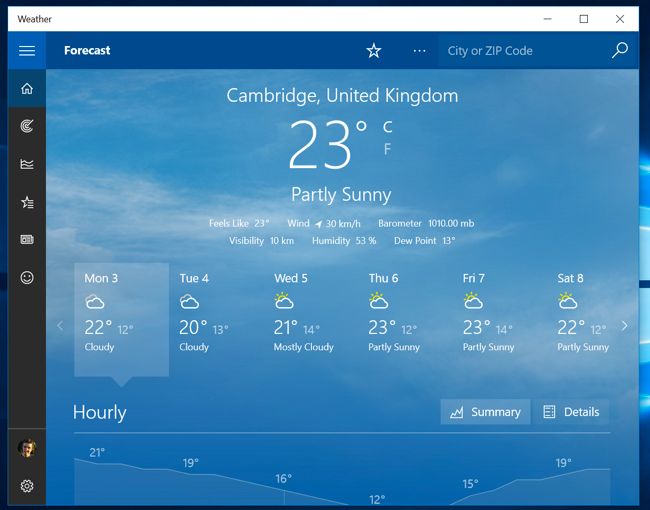 Weather
Forecast
City or ZIP Code
Cambridge, United Kingdom
23° C
F
Partly Sunny
Feels Like 23° Wind 30 km/h Barometer 1010.00 mb
Visibility 10 km Humidity 53 % Dew Point 13°
Mon 3 Tue 4 Wed 5 Thu 6 Fri 7 Sat 8
22° 12° 20° 13° 21° 14° 23° 12° 23° 14° 22° 12°
Cloudy Cloudy Mostly Cloudy Partly Sunny Partly Sunny Partly Sunny
Hourly Summary Details
21° 19° 16° 12° 15° 19°